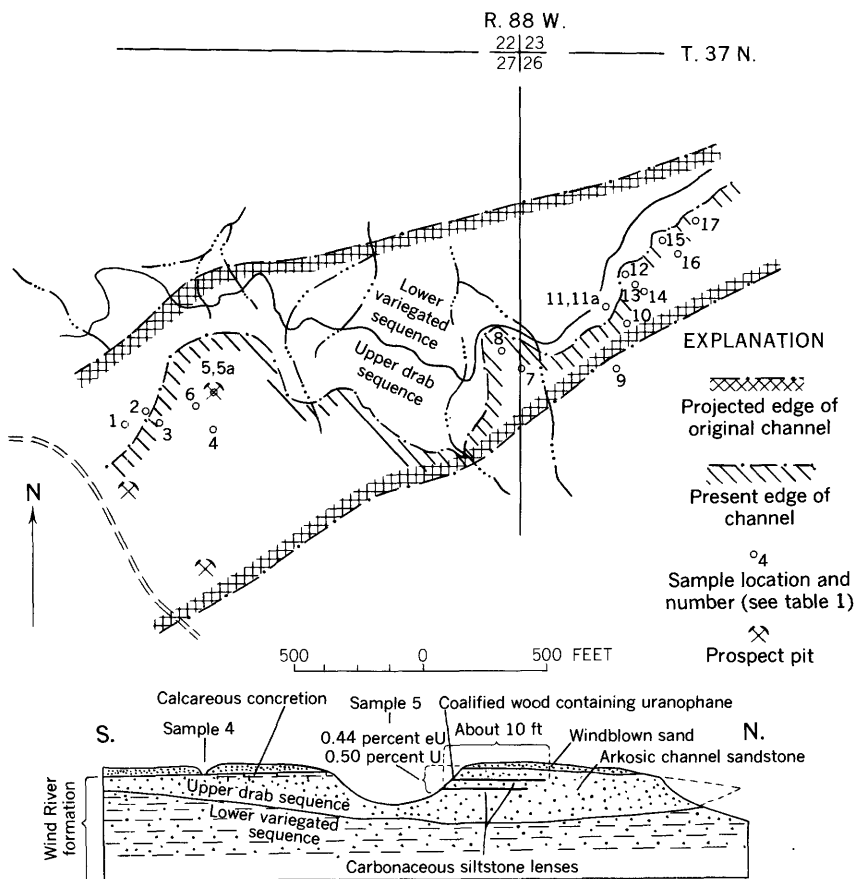 R. 88 W.
22 23
27 26
T. 37 N.
Lower
variegated
sequence
Upper drab
sequence
17
15
16
12
11,11a
13
14
10
8
7
9
5,5a
6
2
1
3
4
N
EXPLANATION
Projected edge of
original channel
Present edge of
channel
4
Sample location and
number (see table 1)
Prospect pit
500 0 500 FEET
Calcareous concretion
Sample 5
Coalified wood containing uranophane
S.
Sample 4
0.44 percent eU
0.50 percent U
About 10 ft
Windblown sand
N.
Arkosic channel sandstone
Wind River
formation
Upper drab sequence
Lower variegated
sequence
Carbonaceous siltstone lenses